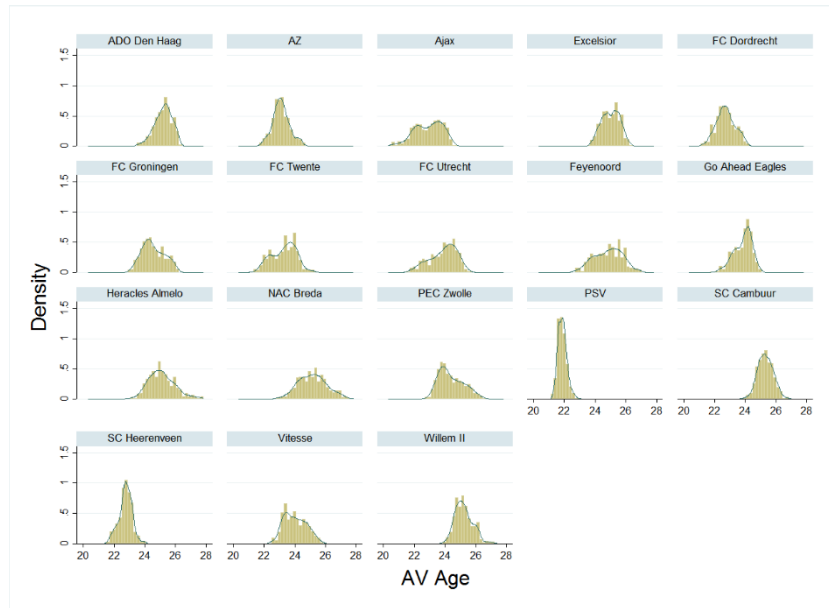 ADO Den Haag AZ Ajax Excelsior FC Dordrecht
1.5
1
.5
0
FC Groningen FC Twente FC Utrecht Feyenoord Go Ahead Eagles
1.5
1
.5
0
Heracles Almelo NAC Breda PEC Zwolle PSV SC Cambuur
1.5
1
.5
0
20 22 24 26 28 20 22 24 26 28
SC Heerenveen Vitesse Willem II
1.5
1
.5
0
20 22 24 26 28 20 22 24 26 28 20 22 24 26 28
Density
AV Age